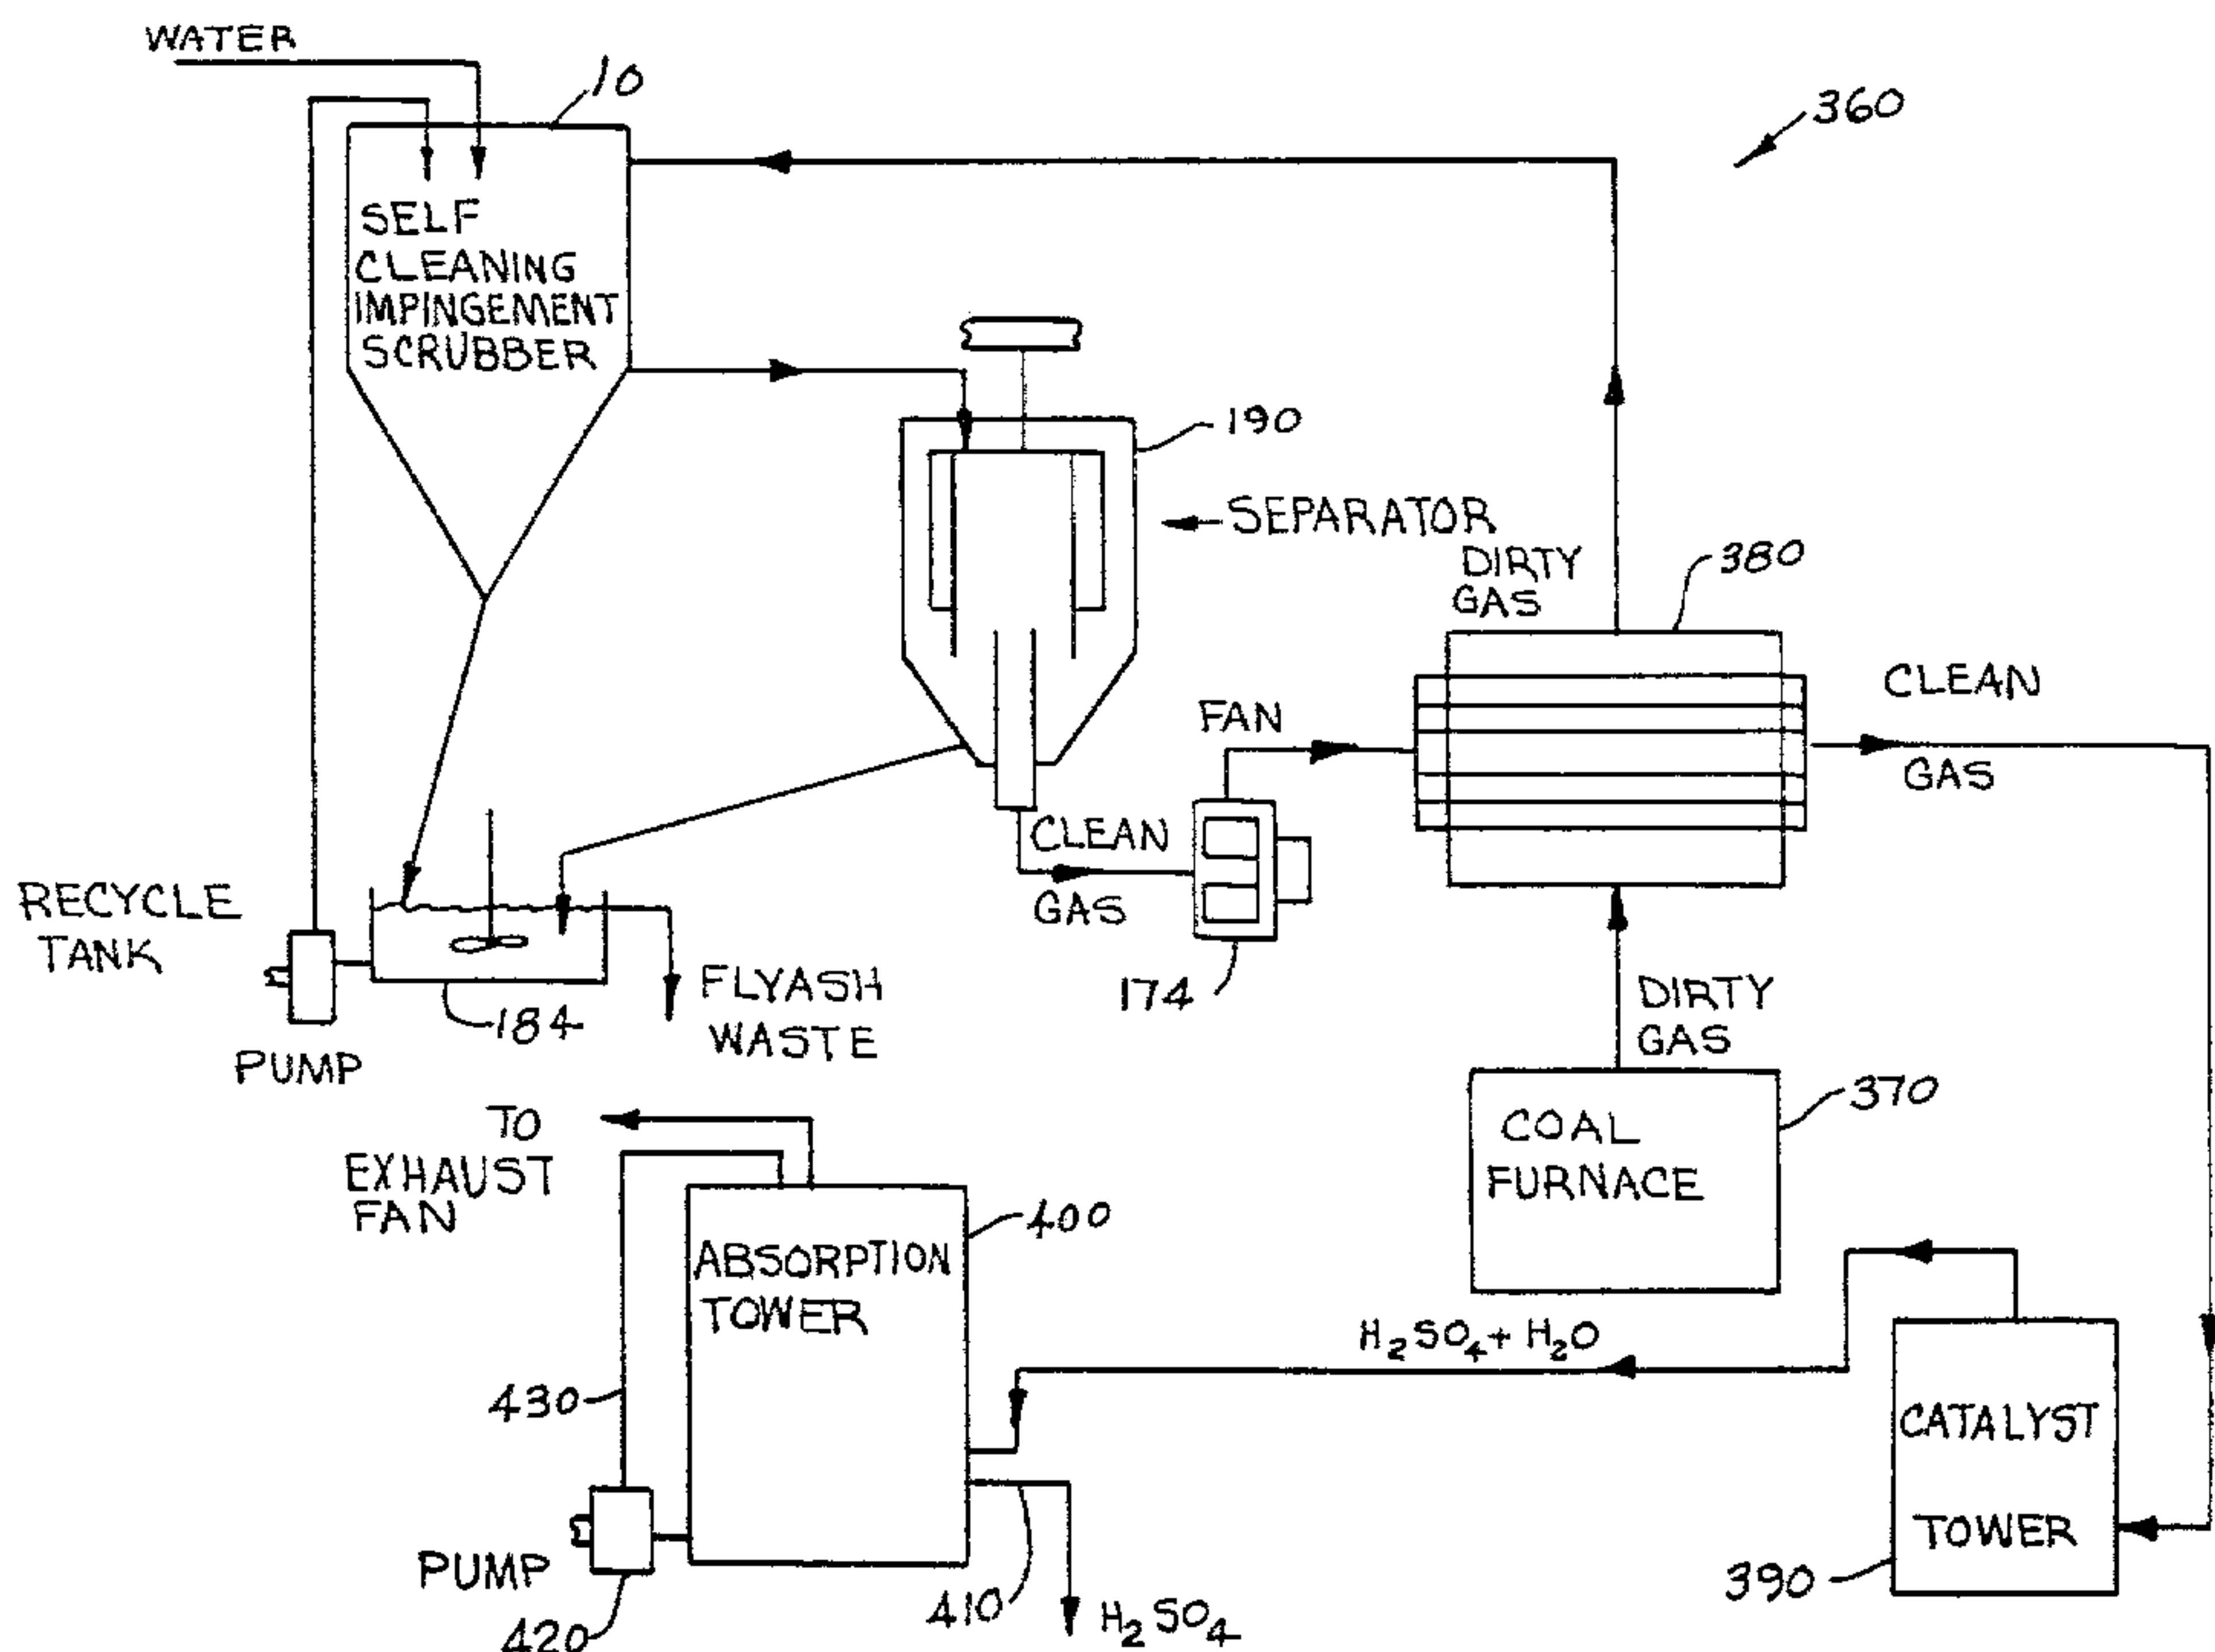 WATER
10
360
SELF
CLEANING
IMPINGEMENT
SCRUBBER
190
SEPARATOR
DIRTY
GAS
380
CLEAN
GAS
FAN
CLEAN
GAS
174
RECYCLE
TANK
184
PUMP
FLYASH
WASTE
DIRTY
GAS
370
COAL
FURNACE
TO
EXHAUST
FAN
400
ABSORPTION
TOWER
H₂SO₄ + H₂O
430
CATALYST
TOWER
390
PUMP
420
410
H₂SO₄